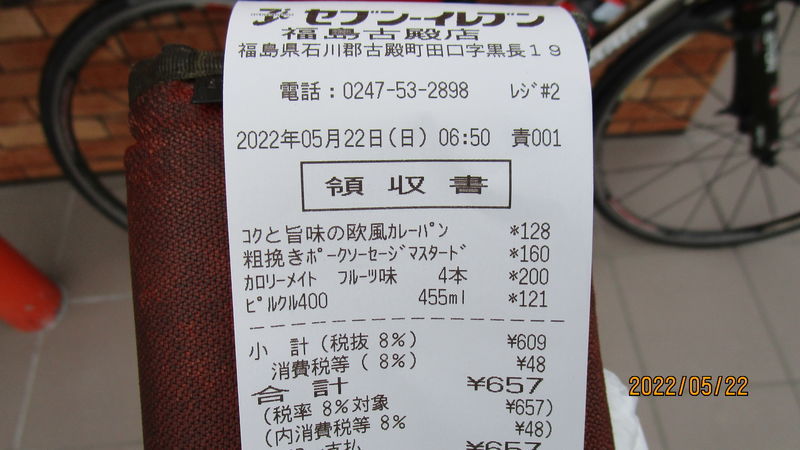 セブン-イレブン
福島古殿店
福島県石川郡古殿町田口字黒長19
電話:0247-53-2898 ﾚｼﾞ#2
2022年05月22日(日) 06:50 責001
領収書
ｺｸと旨味の欧風ｶﾚｰﾊﾟﾝ *128
粗挽きﾎﾟｰｸｿｰｾｰｼﾞﾏｽﾀｰﾄﾞ *160
ｶﾛﾘｰﾒｲﾄ ﾌﾙｰﾂ味 4本 *200
ﾋﾟﾙｸﾙ400 455ml *121
小 計(税抜 8%) ¥609
消費税等( 8%) ¥48
合 計 ¥657
(税率 8%対象 ¥657)
(内消費税等 8% ¥48)
支払 ¥657
2022/05/22